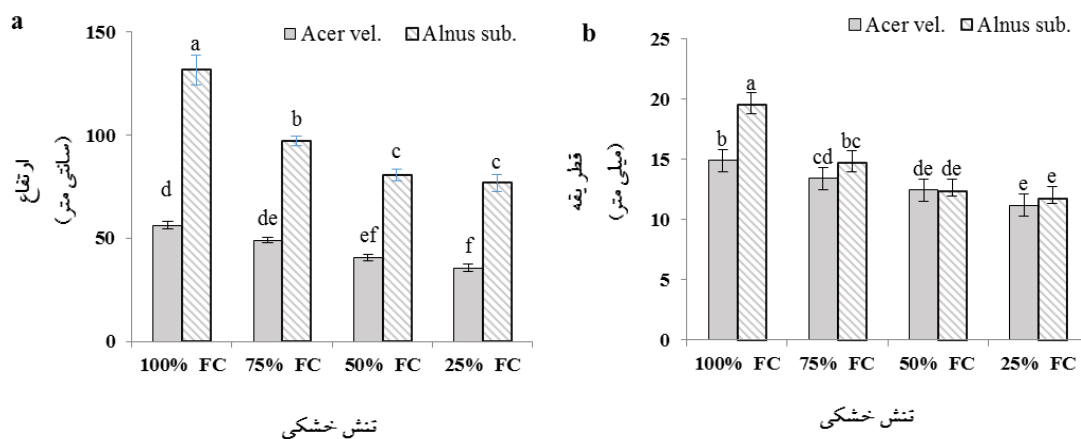 a
Acer vel. Alnus sub.
150
100
50
0
ارتفاع
(سانتی متر)
a
b
c
c
d
de
ef
f
100% FC 75% FC 50% FC 25% FC
تنش خشکی
b
Acer vel. Alnus sub.
25
20
15
10
5
0
قطر یقه
(میلی متر)
b a cd bc de de e e
100% FC 75% FC 50% FC 25% FC
تنش خشکی